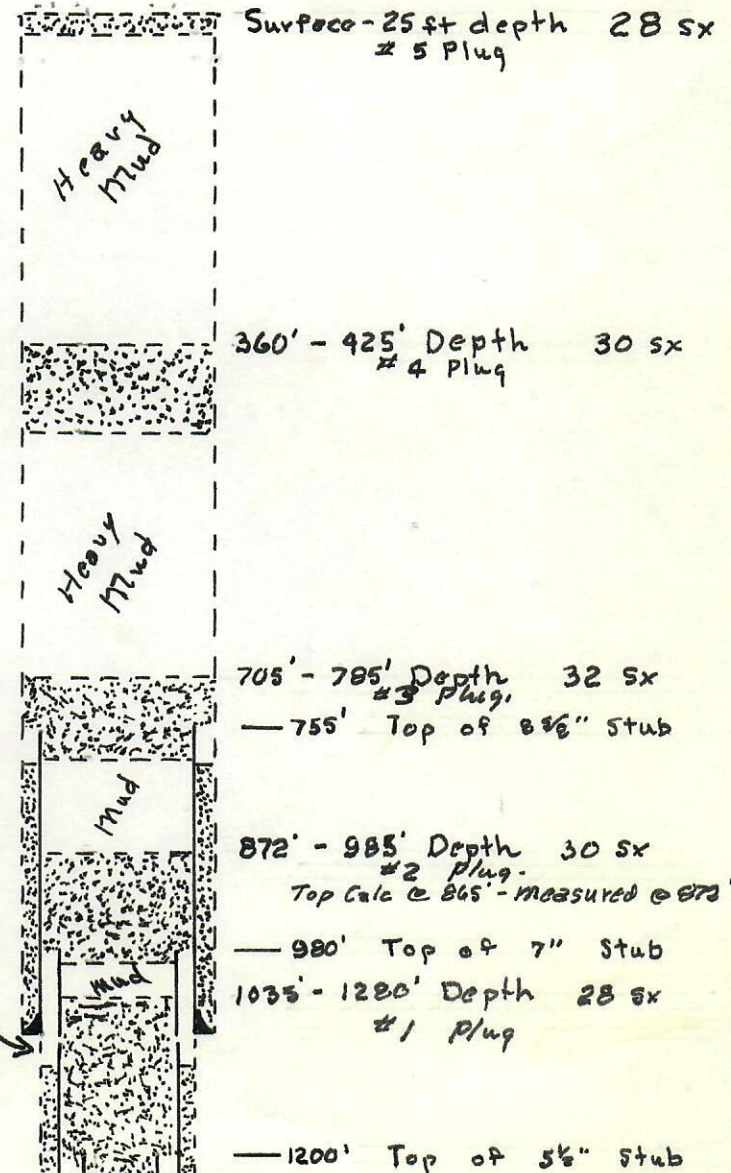 Surface - 25 ft depth 28 sx
# 5 Plug
Heavy
Mud
360' - 425' Depth 30 sx
# 4 Plug
Heavy
Mud
705' - 785' Depth 32 sx
#3 Plug.
— 755' Top of 8 5/8" Stub
Mud
872' - 985' Depth 30 sx
#2 Plug.
Top Calc @ 865' - measured @ 872'
— 980' Top of 7" Stub
Mud
1035' - 1280' Depth 28 sx
#1 Plug
— 1200' Top of 5½" Stub